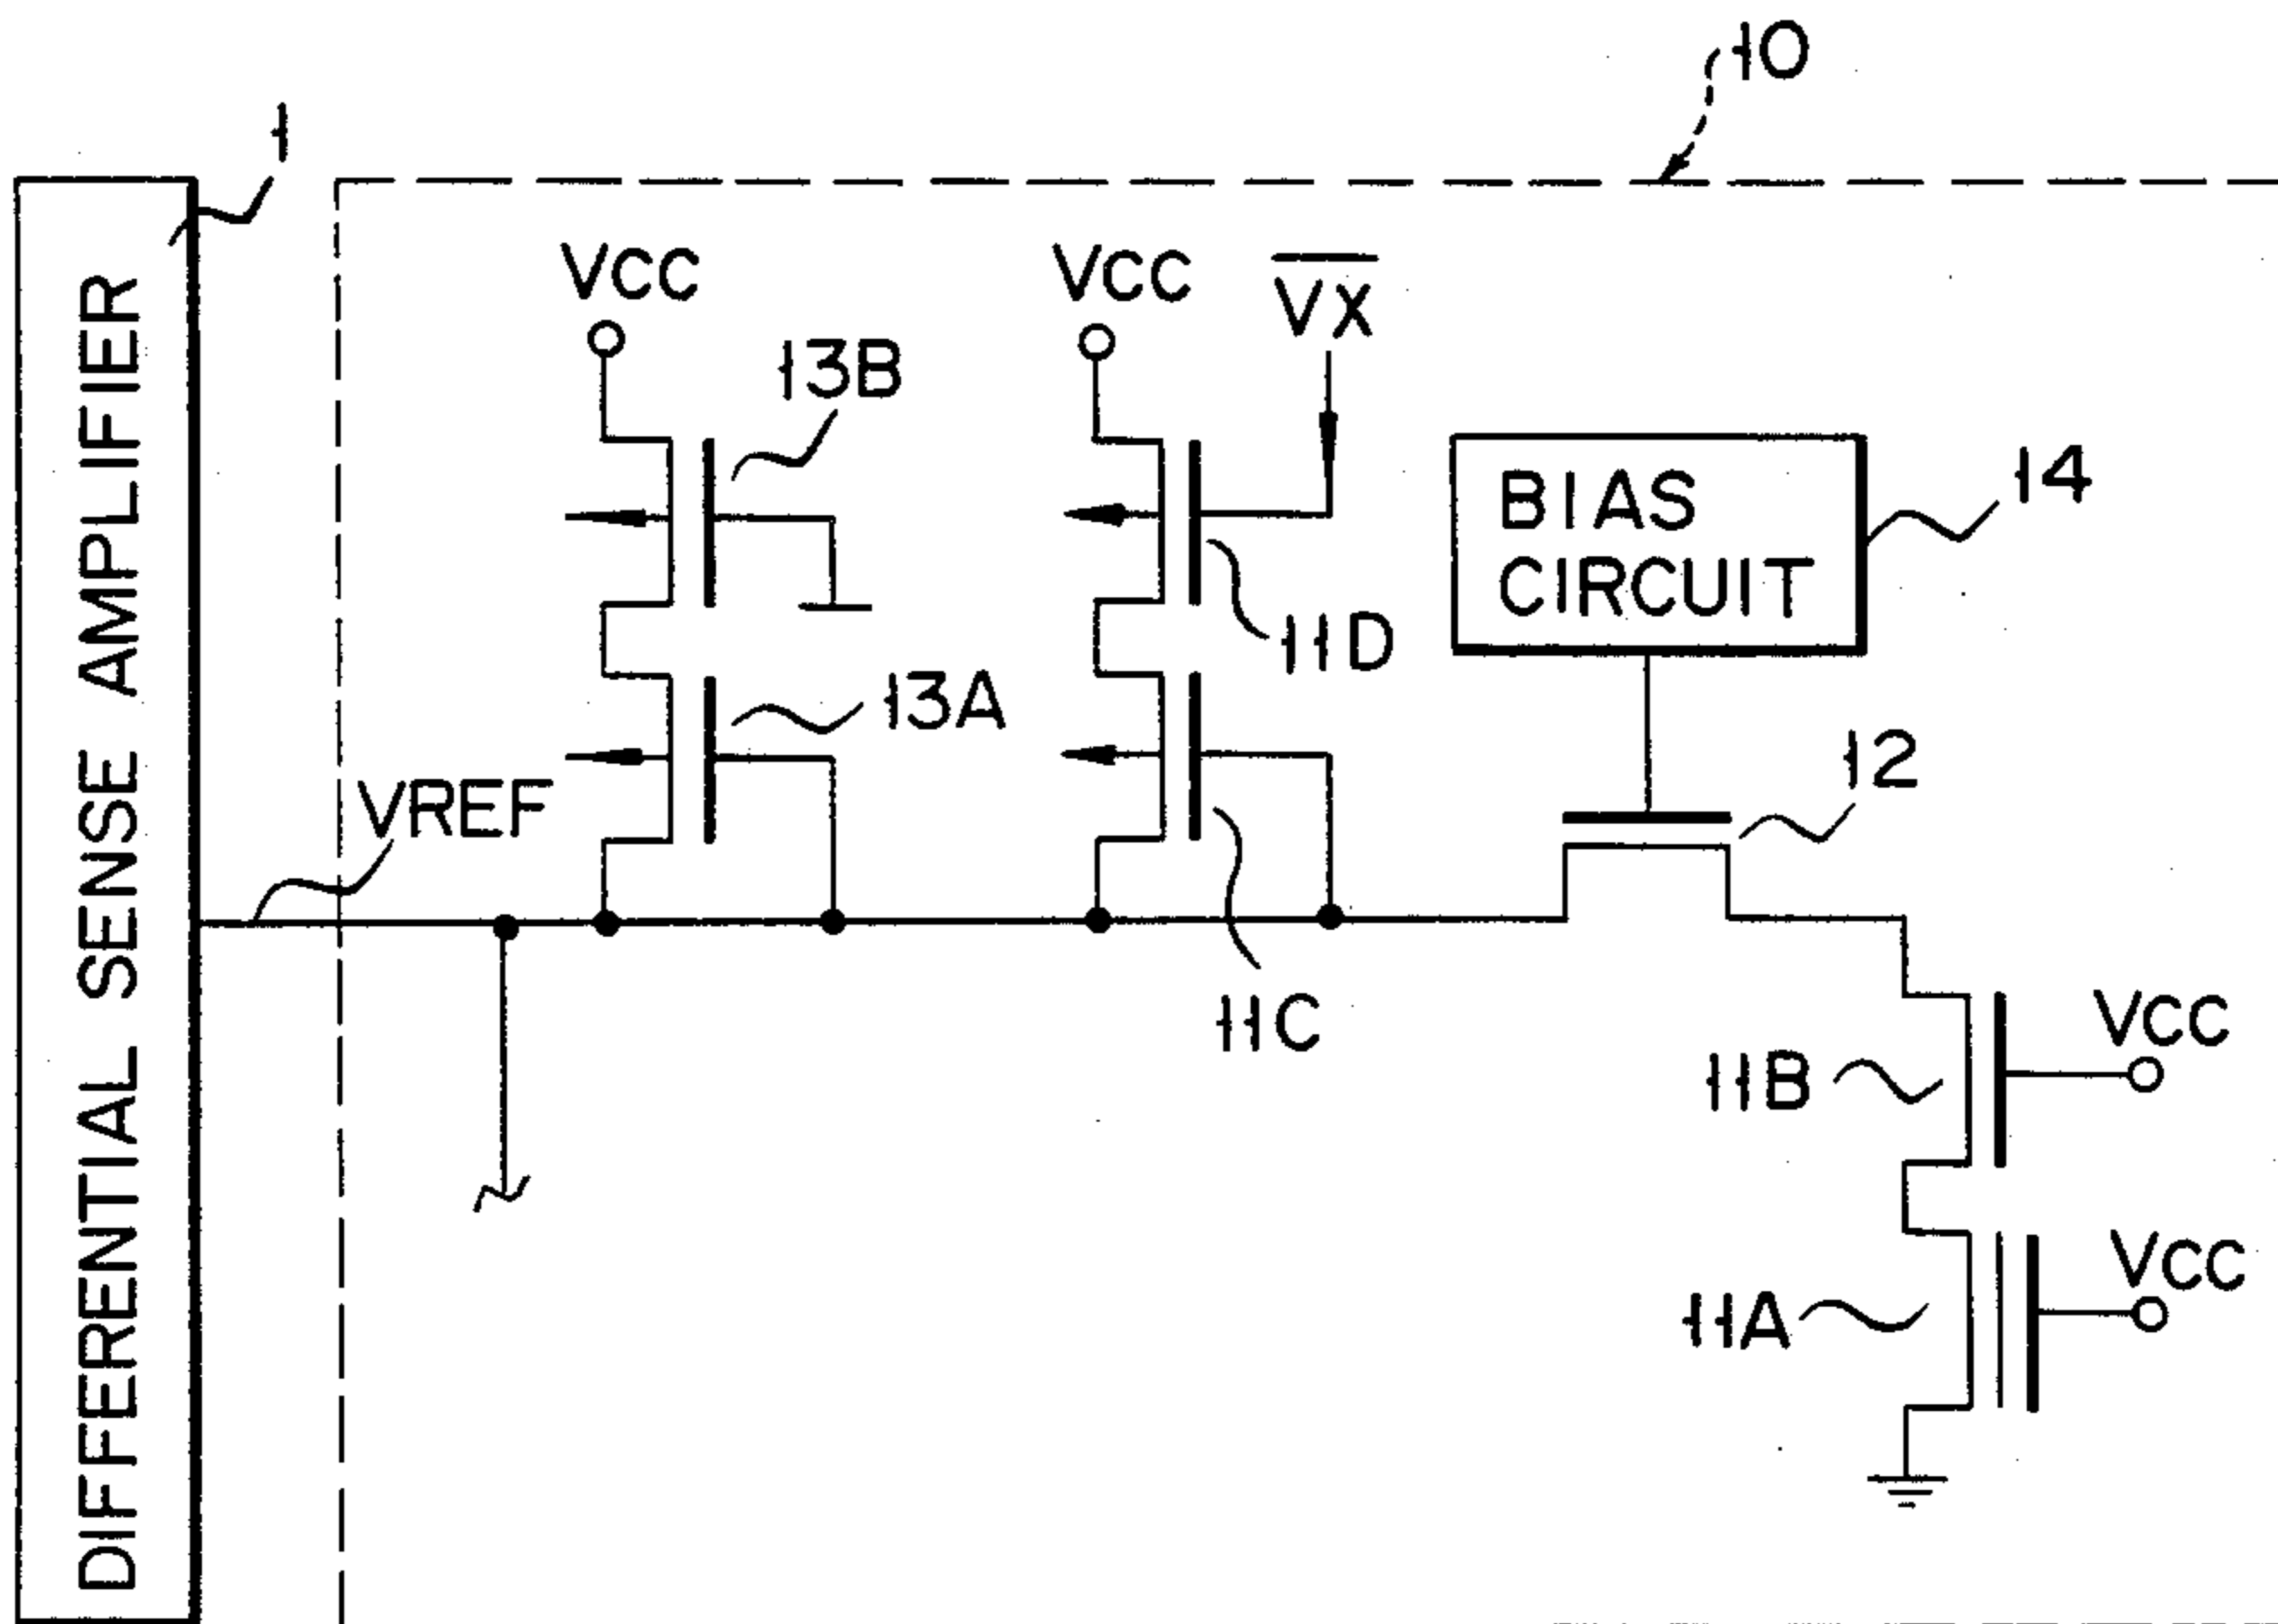 10
1
DIFFERENTIAL SENSE AMPLIFIER
VCC
VCC
V̅X̅
13B
BIAS
CIRCUIT
14
11D
13A
12
VREF
11C
VCC
11B
VCC
11A